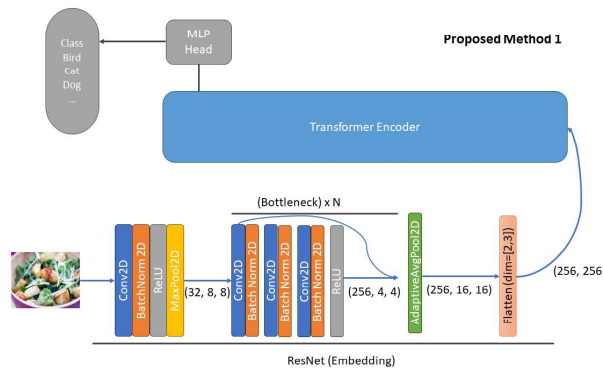 Proposed Method 1
Class
Bird
Cat
Dog
...
MLP
Head
Transformer Encoder
(Bottleneck) x N
Conv2D
BatchNorm 2D
ReLU
MaxPool2D
(32, 8, 8)
Conv2D
Batch Norm 2D
Conv2D
Batch Norm 2D
Conv2D
Batch Norm 2D
ReLU
(256, 4, 4)
AdaptiveAvgPool2D
(256, 16, 16)
Flatten (dim=[2,3])
(256, 256
ResNet (Embedding)